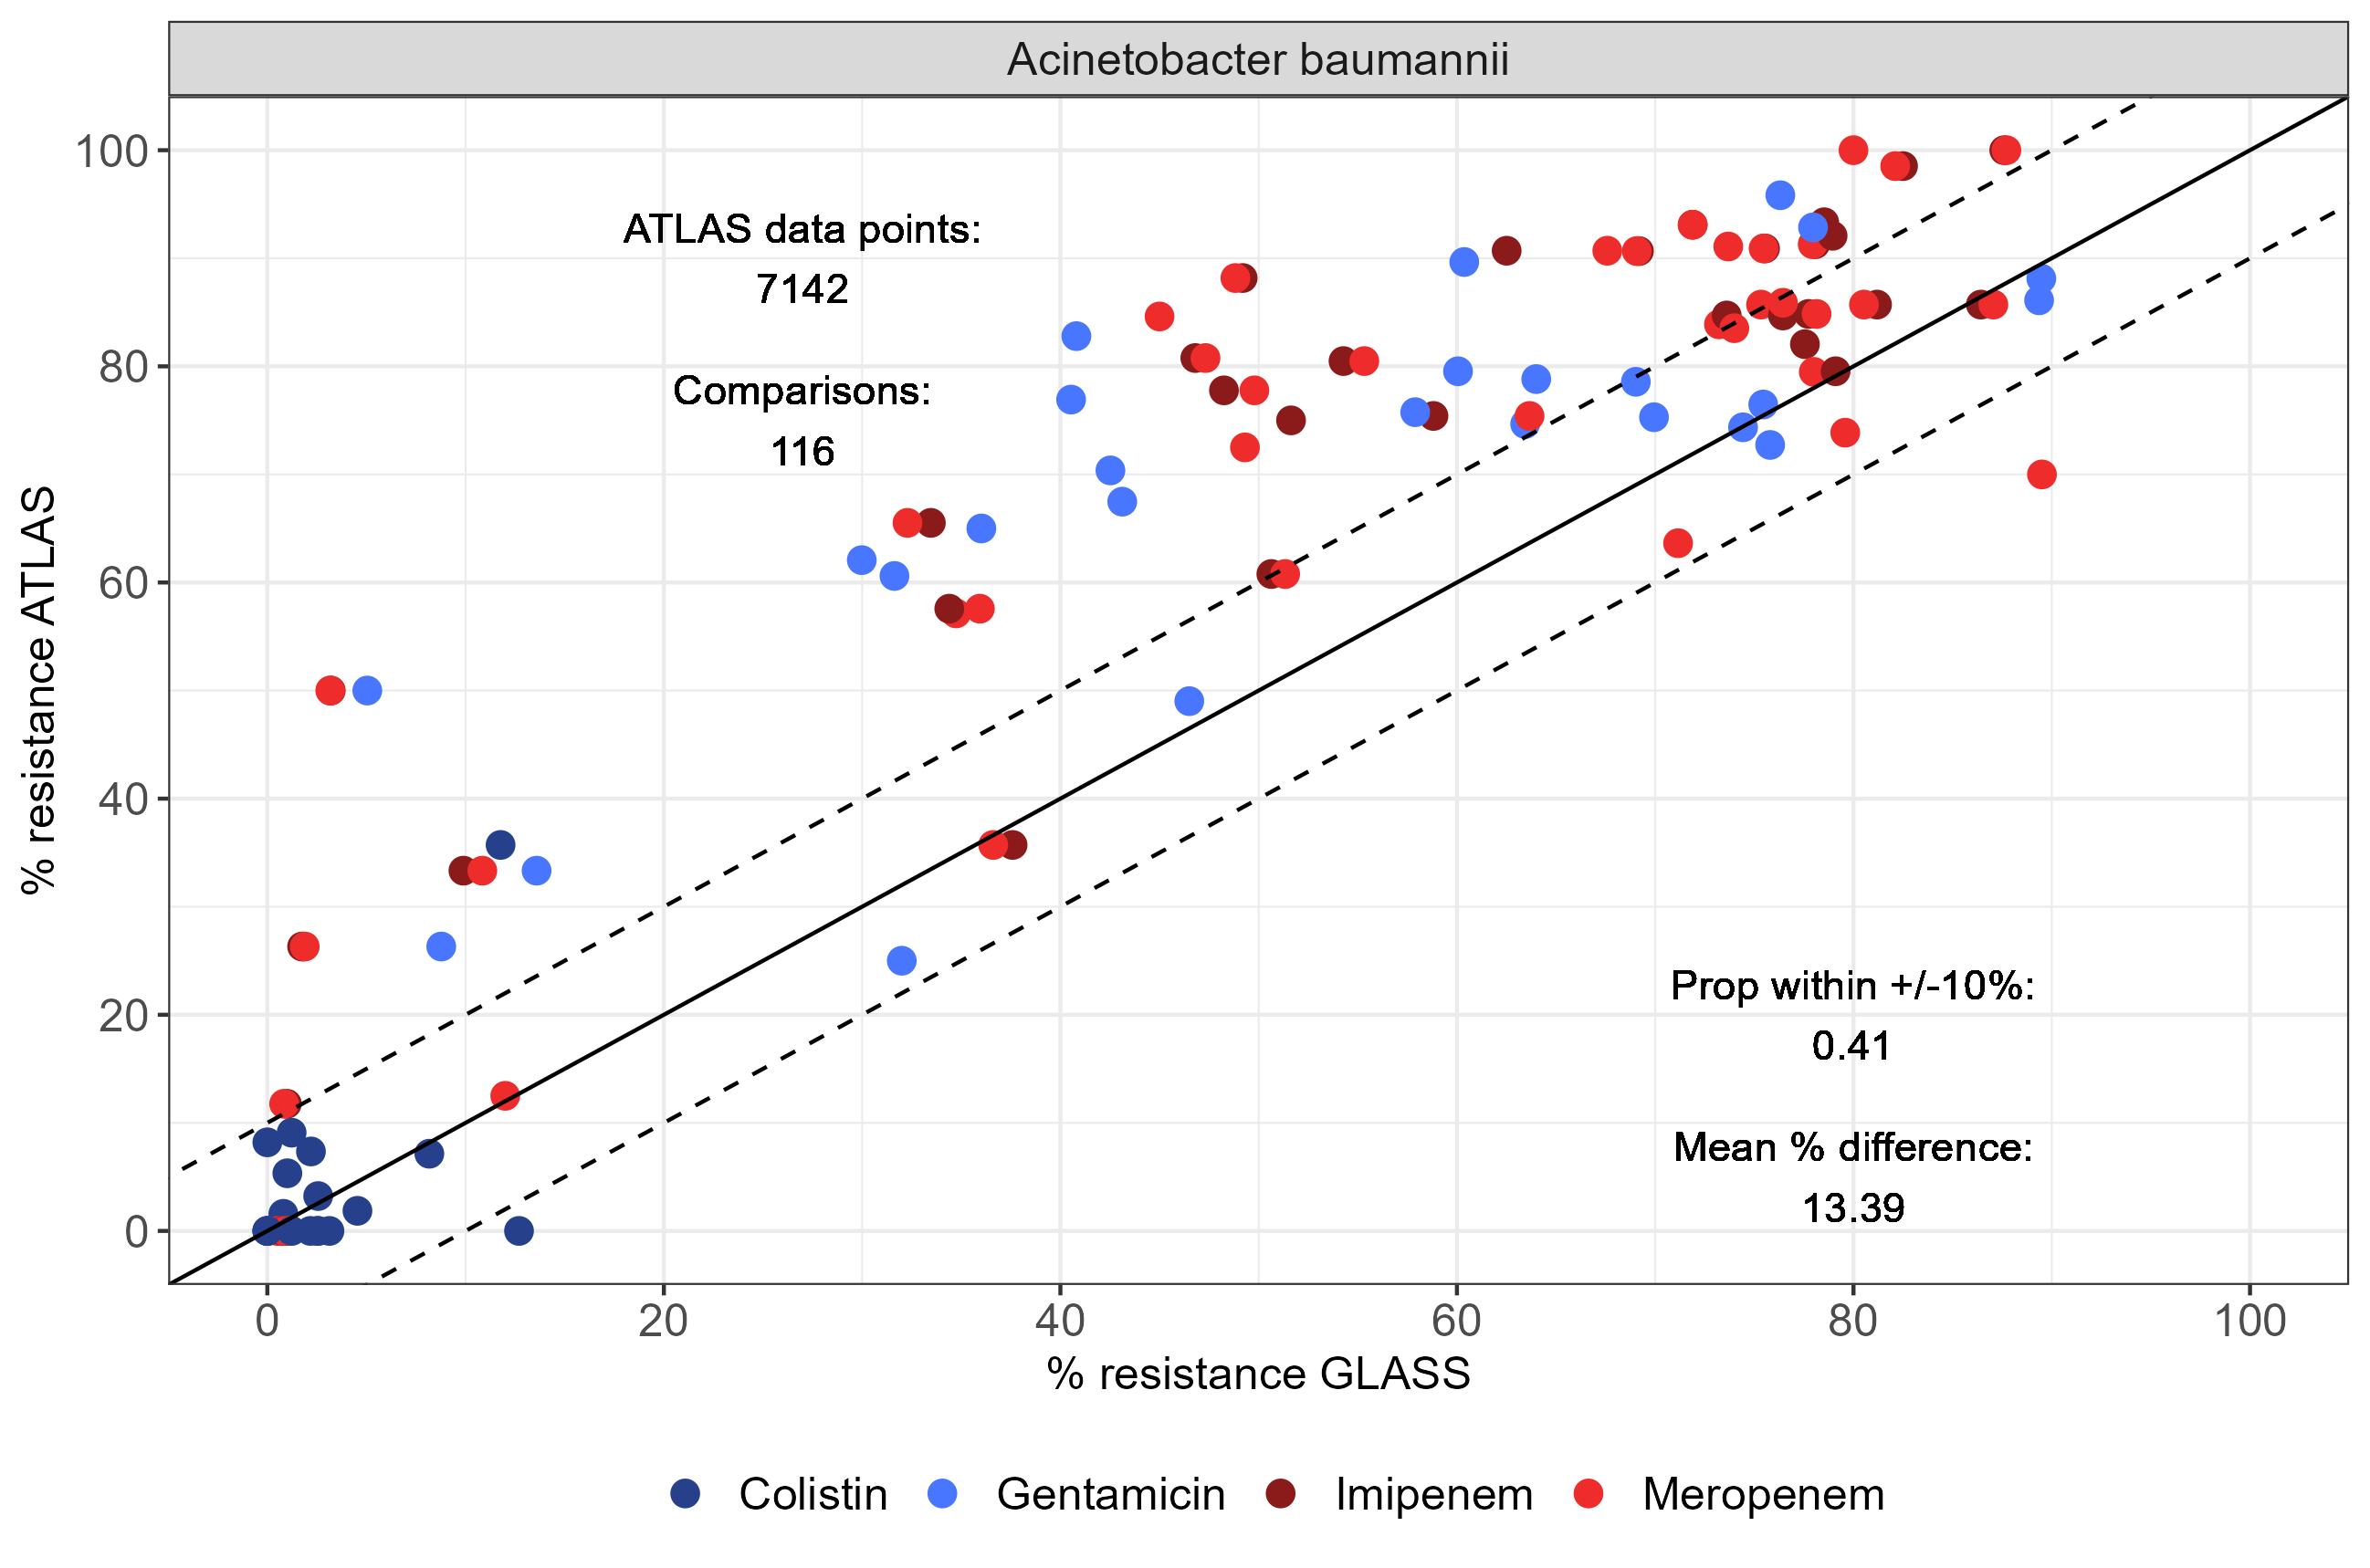 Acinetobacter baumannii
100
80
60
40
20
0
% resistance ATLAS
ATLAS data points:
7142
Comparisons:
116
Prop within +/-10%:
0.41
Mean % difference:
13.39
0 20 40 60 80 100
% resistance GLASS
Colistin Gentamicin Imipenem Meropenem